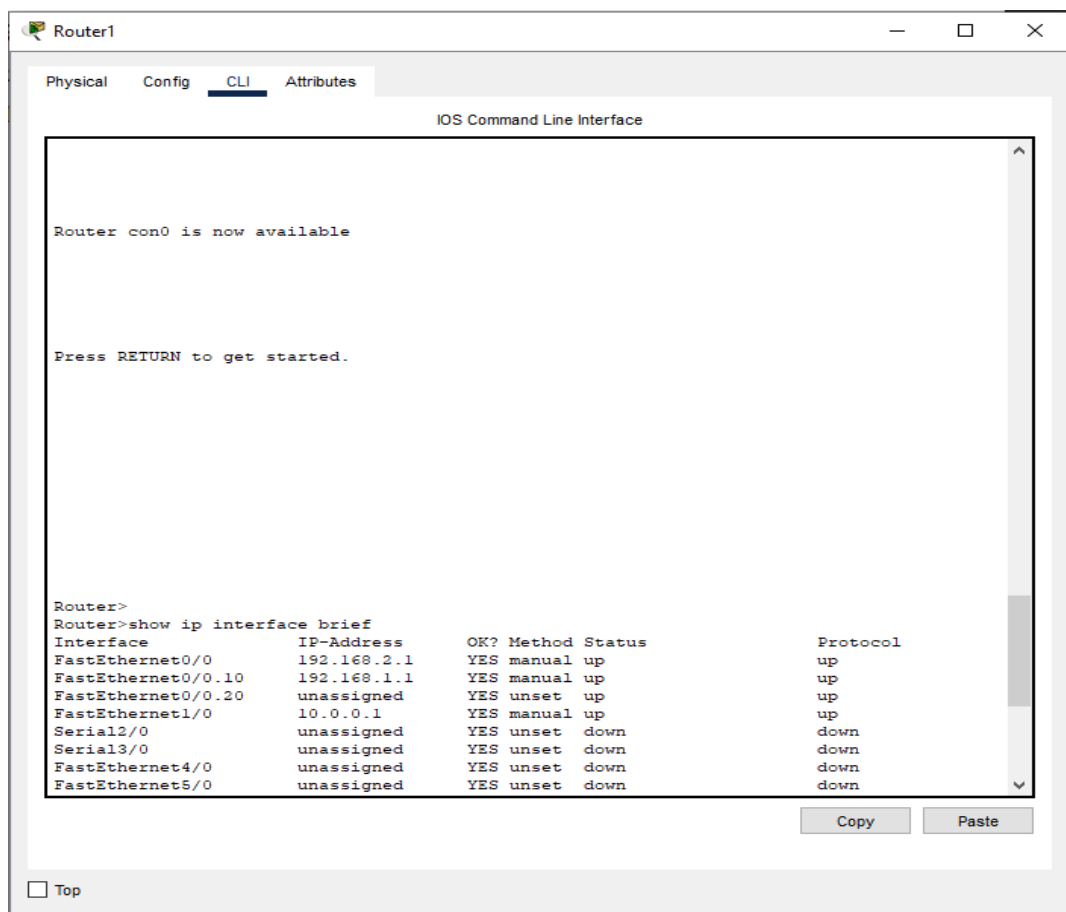 Router1
Physical Config CLI Attributes
IOS Command Line Interface
Router con0 is now available
Press RETURN to get started.
Router>
Router>show ip interface brief
Interface IP-Address OK? Method Status Protocol
FastEthernet0/0 192.168.2.1 YES manual up up
FastEthernet0/0.10 192.168.1.1 YES manual up up
FastEthernet0/0.20 unassigned YES unset up up
FastEthernet1/0 10.0.0.1 YES manual up up
Serial2/0 unassigned YES unset down down
Serial3/0 unassigned YES unset down down
FastEthernet4/0 unassigned YES unset down down
FastEthernet5/0 unassigned YES unset down down
Copy Paste
Top